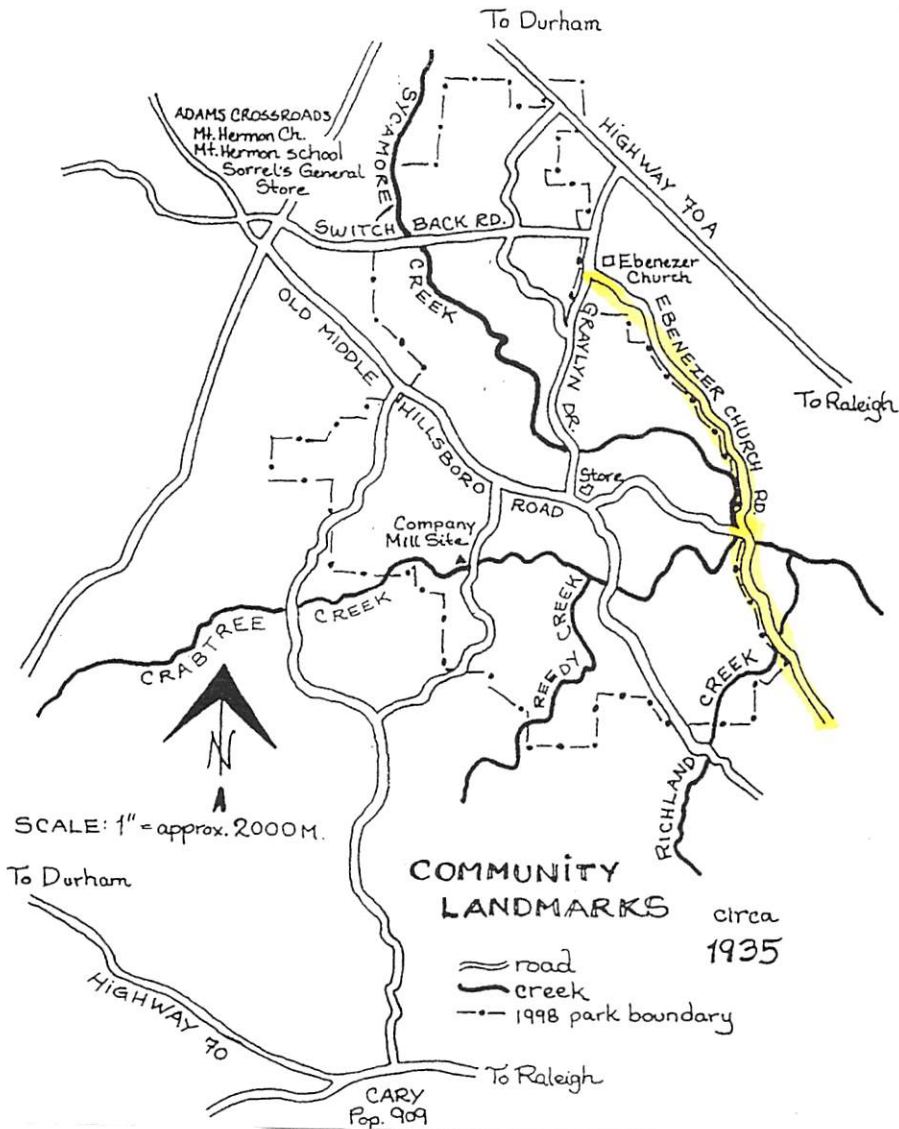 To Durham
HIGHWAY 70A
To Raleigh
ADAMS CROSSROADS
Mt. Hermon Ch.
Mt. Hermon school
Sorrel's General
Store
SYCAMORE
CREEK
SWITCH BACK RD.
Ebenezer
Church
EBENEZER CHURCH RD.
GRAYLYN DR.
OLD MIDDLE
HILLSBORO
ROAD
Store
Company
Mill Site
CRABTREE
CREEK
REEDY CREEK
RICHLAND
CREEK
N
SCALE: 1" = approx. 2000 M.
COMMUNITY
LANDMARKS
circa
1935
road
creek
1998 park boundary
To Durham
HIGHWAY 70
To Raleigh
CARY
Pop. 909